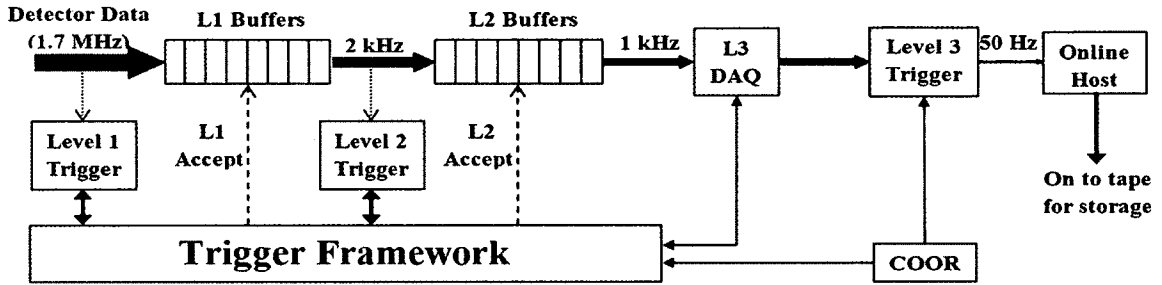 Detector Data
(1.7 MHz)
L1 Buffers
2 kHz
L2 Buffers
1 kHz
L3
DAQ
Level 3
Trigger
50 Hz
Online
Host
Level 1
Trigger
L1
Accept
Level 2
Trigger
L2
Accept
On to tape
for storage
Trigger Framework
COOR